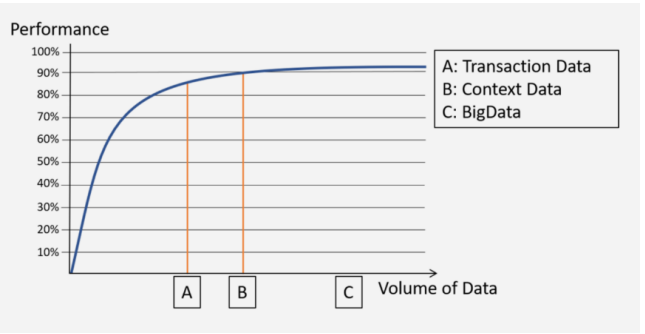 Performance
100%
90%
80%
70%
60%
50%
40%
30%
20%
10%
A: Transaction Data
B: Context Data
C: BigData
A
B
C
Volume of Data